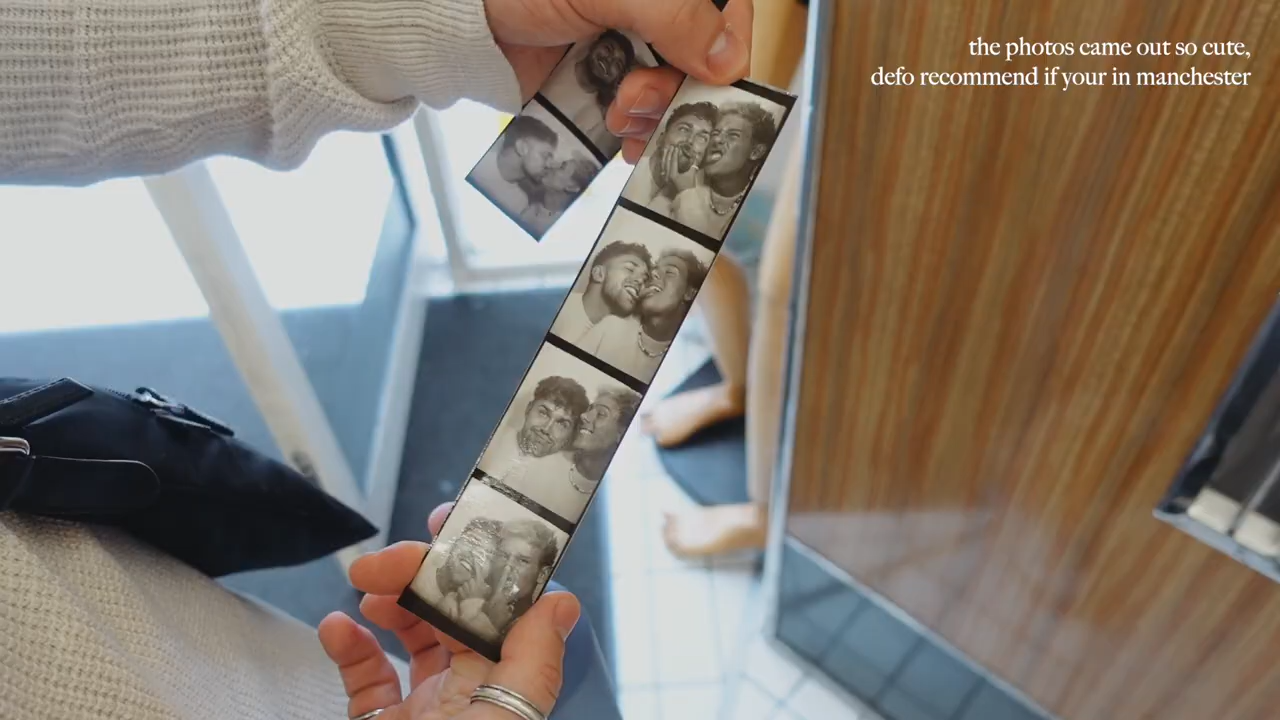 the photos came out so cute,
defo recommend if your in manchester